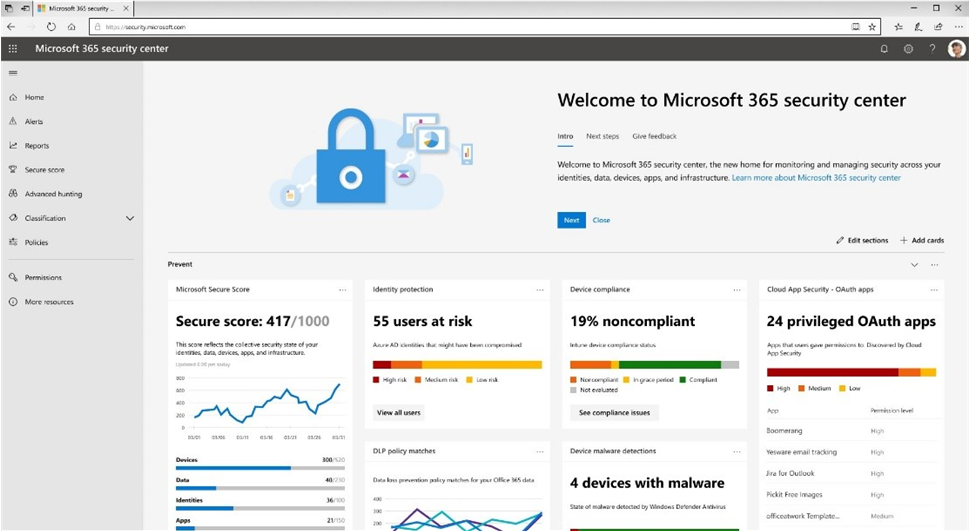 Microsoft 365 security ...
https://security.microsoft.com
Microsoft 365 security center
Home
Alerts
Reports
Secure score
Advanced hunting
Classification
Policies
Permissions
More resources
Welcome to Microsoft 365 security center
Intro Next steps Give feedback
Welcome to Microsoft 365 security center, the new home for monitoring and managing security across your
identities, data, devices, apps, and infrastructure. Learn more about Microsoft 365 security center
Next Close
Edit sections Add cards
Prevent
Microsoft Secure Score
Secure score: 417/1000
This score reflects the collective security state of your
identities, data, devices, apps, and infrastructure.
800
600
400
200
0
03/01 03/06 03/11 03/16 03/21 03/31
Devices 300/520
Data 40/230
Identities 36/100
Apps 21/150
Identity protection
55 users at risk
Azure AD identities that might have been compromised
High risk Medium risk Low risk
View all users
DLP policy matches
Data loss prevention policy matches for your Office 365 data
400
300
200
Device compliance
19% noncompliant
Intune device compliance status
Noncompliant In grace period Compliant
Not evaluated
See compliance issues
Device malware detections
4 devices with malware
State of malware detected by Windows Defender Antivirus
Cloud App Security - OAuth apps
24 privileged OAuth apps
Apps that users gave permissions to. Discovered by Cloud
App Security
High Medium Low
App Permission level
Boomerang High
Yesware email tracking High
Jira for Outlook High
Pickit Free Images High
officeatwork Template... Medium